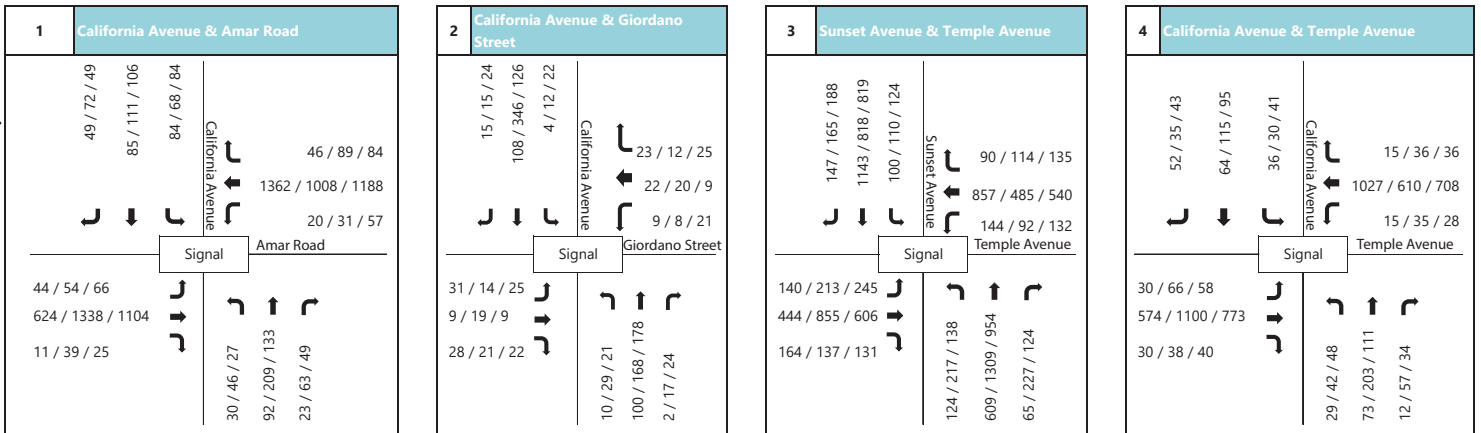 1
California Avenue & Amar Road
49 / 72 / 49
85 / 111 / 106
84 / 68 / 84
California Avenue
46 / 89 / 84
1362 / 1008 / 1188
20 / 31 / 57
Signal
Amar Road
44 / 54 / 66
624 / 1338 / 1104
11 / 39 / 25
30 / 46 / 27
92 / 209 / 133
23 / 63 / 49
2
California Avenue & Giordano
Street
15 / 15 / 24
108 / 346 / 126
4 / 12 / 22
California Avenue
23 / 12 / 25
22 / 20 / 9
9 / 8 / 21
Signal
Giordano Street
31 / 14 / 25
9 / 19 / 9
28 / 21 / 22
10 / 29 / 21
100 / 168 / 178
2 / 17 / 24
3
Sunset Avenue & Temple Avenue
147 / 165 / 188
1143 / 818 / 819
100 / 110 / 124
Sunset Avenue
90 / 114 / 135
857 / 485 / 540
144 / 92 / 132
Signal
Temple Avenue
140 / 213 / 245
444 / 855 / 606
164 / 137 / 131
124 / 217 / 138
609 / 1309 / 954
65 / 227 / 124
4
California Avenue & Temple Avenue
52 / 35 / 43
64 / 115 / 95
36 / 30 / 41
California Avenue
15 / 36 / 36
1027 / 610 / 708
15 / 35 / 28
Signal
Temple Avenue
30 / 66 / 58
574 / 1100 / 773
30 / 38 / 40
29 / 42 / 48
73 / 203 / 111
12 / 57 / 34